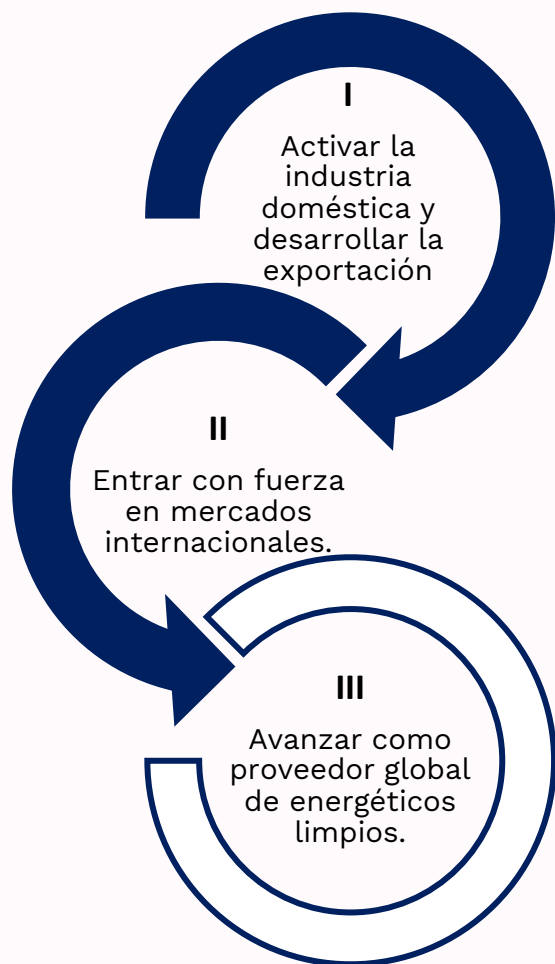 I
Activar la
industria
doméstica y
desarrollar la
exportación
II
Entrar con fuerza
en mercados
internacionales.
III
Avanzar como
proveedor global
de energéticos
limpios.